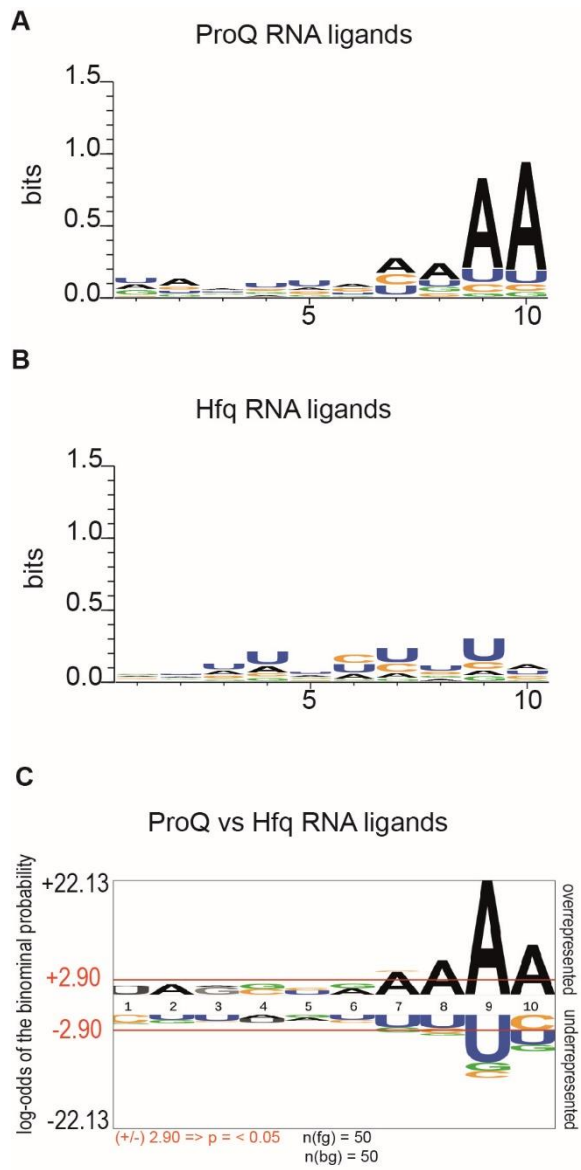 A
ProQ RNA ligands
1.5
1.0
0.5
0.0
bits
5
10
B
Hfq RNA ligands
1.5
1.0
0.5
0.0
bits
5
10
C
ProQ vs Hfq RNA ligands
log-odds of the binominal probability
+22.13
+2.90
-2.90
-22.13
overrepresented
underrepresented
1 2 3 4 5 6 7 8 9 10
(+/-) 2.90 => p = < 0.05 n(fg) = 50
n(bg) = 50